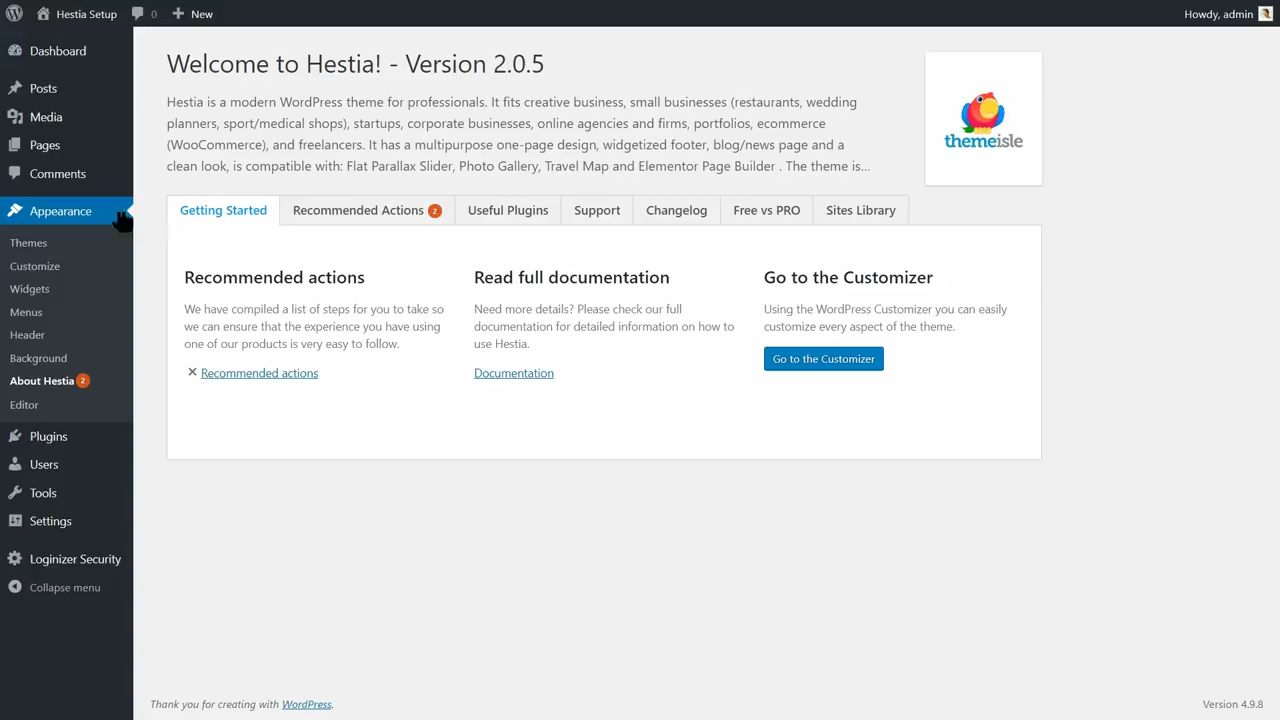 Hestia Setup 0 New Howdy, admin
Dashboard
Posts
Media
Pages
Comments
Appearance
Themes
Customize
Widgets
Menus
Header
Background
About Hestia 2
Editor
Plugins
Users
Tools
Settings
Loginizer Security
Collapse menu
Welcome to Hestia! - Version 2.0.5
Hestia is a modern WordPress theme for professionals. It fits creative business, small businesses (restaurants, wedding
planners, sport/medical shops), startups, corporate businesses, online agencies and firms, portfolios, ecommerce
(WooCommerce), and freelancers. It has a multipurpose one-page design, widgetized footer, blog/news page and a
clean look, is compatible with: Flat Parallax Slider, Photo Gallery, Travel Map and Elementor Page Builder . The theme is...
themeisle
Getting Started Recommended Actions 2 Useful Plugins Support Changelog Free vs PRO Sites Library
Recommended actions
We have compiled a list of steps for you to take so
we can ensure that the experience you have using
one of our products is very easy to follow.
Recommended actions
Read full documentation
Need more details? Please check our full
documentation for detailed information on how to
use Hestia.
Documentation
Go to the Customizer
Using the WordPress Customizer you can easily
customize every aspect of the theme.
Go to the Customizer
Thank you for creating with WordPress.
Version 4.9.8